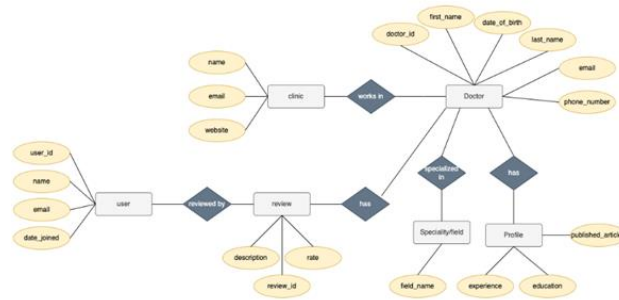 first_name
date_of_birth
doctor_id
last_name
name
email
email
clinic
works in
Doctor
phone_number
website
user_id
name
specialized
in
has
user
reviewed by
review
has
email
Speciality/field
Profile
published_article
date_joined
description
rate
review_id
field_name
experience
education